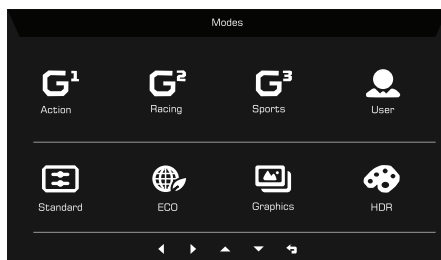 Modes
G¹ G² G³
Action Racing Sports User
Standard ECO Graphics HDR